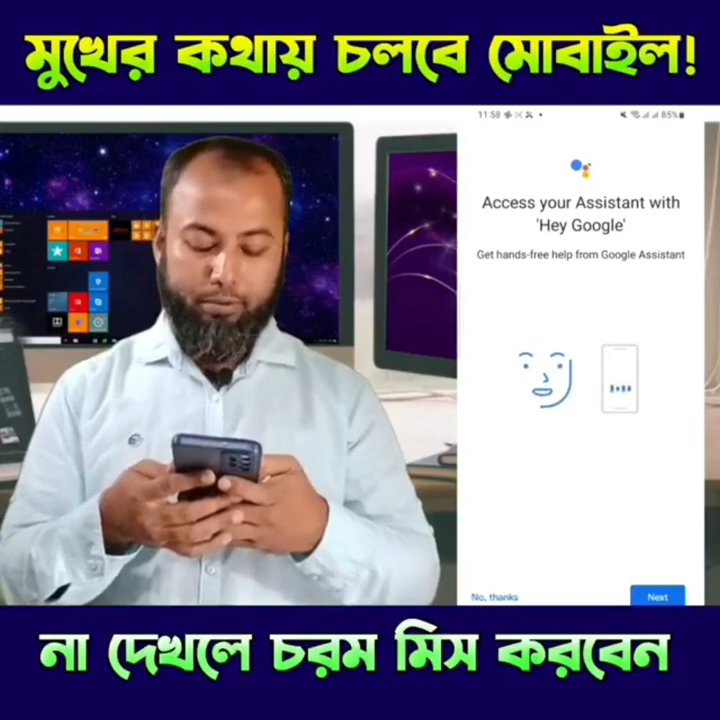 মুখের কথায় চলবে মোবাইল!
11:58
85%
Access your Assistant with
'Hey Google'
Get hands-free help from Google Assistant
No, thanks
Next
না দেখলে চরম মিস করবেন